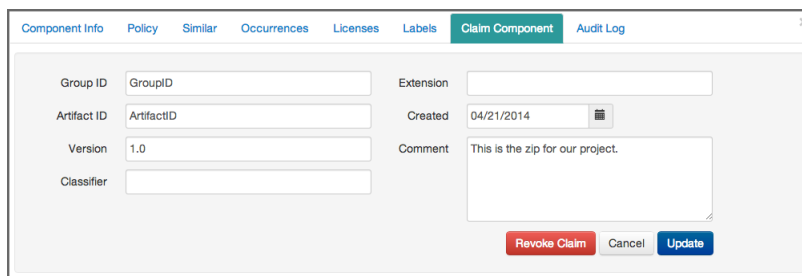 Component Info Policy Similar Occurrences Licenses Labels Claim Component Audit Log
Group ID GroupID Extension
Artifact ID ArtifactID Created 04/21/2014
Version 1.0 Comment This is the zip for our project.
Classifier
Revoke Claim Cancel Update